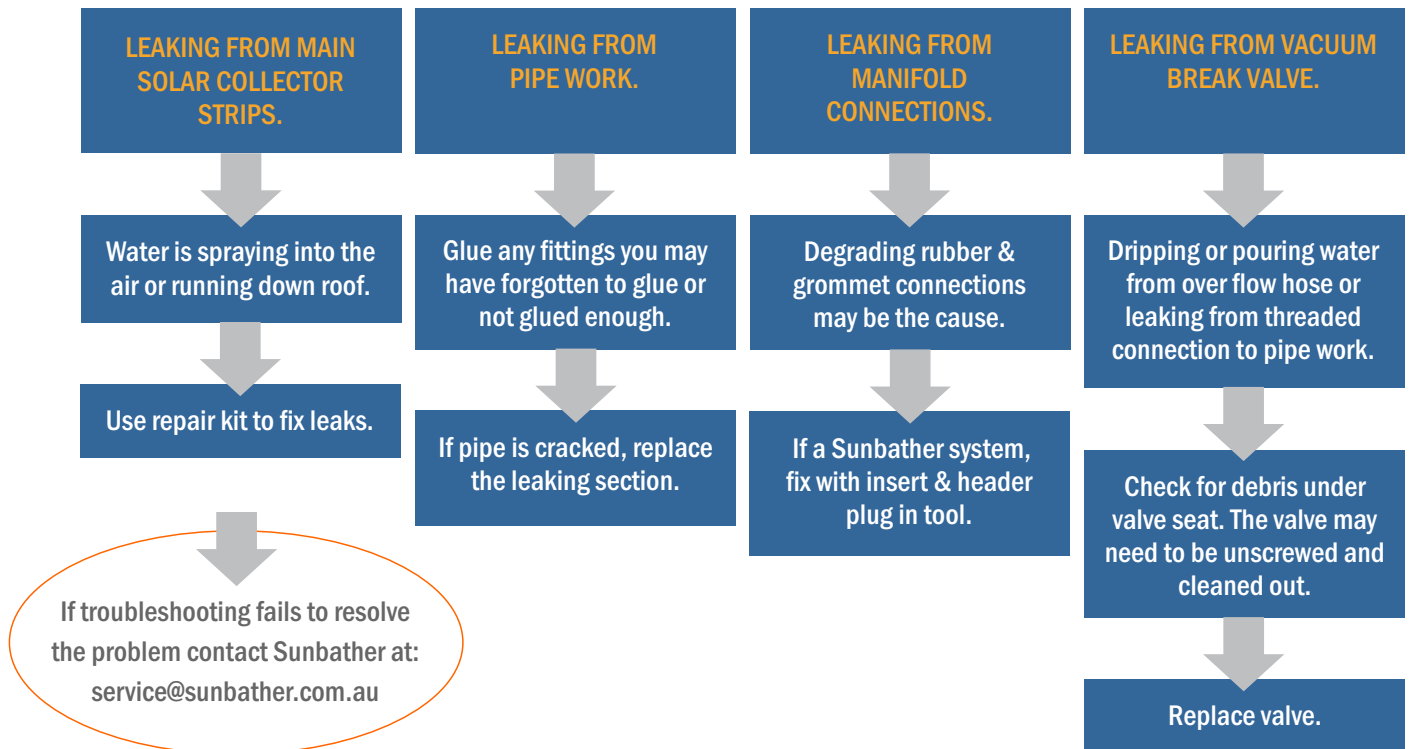 LEAKING FROM MAIN
SOLAR COLLECTOR
STRIPS.
Water is spraying into the
air or running down roof.
Use repair kit to fix leaks.
If troubleshooting fails to resolve
the problem contact Sunbather at:
service@sunbather.com.au
LEAKING FROM
PIPE WORK.
Glue any fittings you may
have forgotten to glue or
not glued enough.
If pipe is cracked, replace
the leaking section.
LEAKING FROM
MANIFOLD
CONNECTIONS.
Degrading rubber &
grommet connections
may be the cause.
If a Sunbather system,
fix with insert & header
plug in tool.
LEAKING FROM VACUUM
BREAK VALVE.
Dripping or pouring water
from over flow hose or
leaking from threaded
connection to pipe work.
Check for debris under
valve seat. The valve may
need to be unscrewed and
cleaned out.
Replace valve.